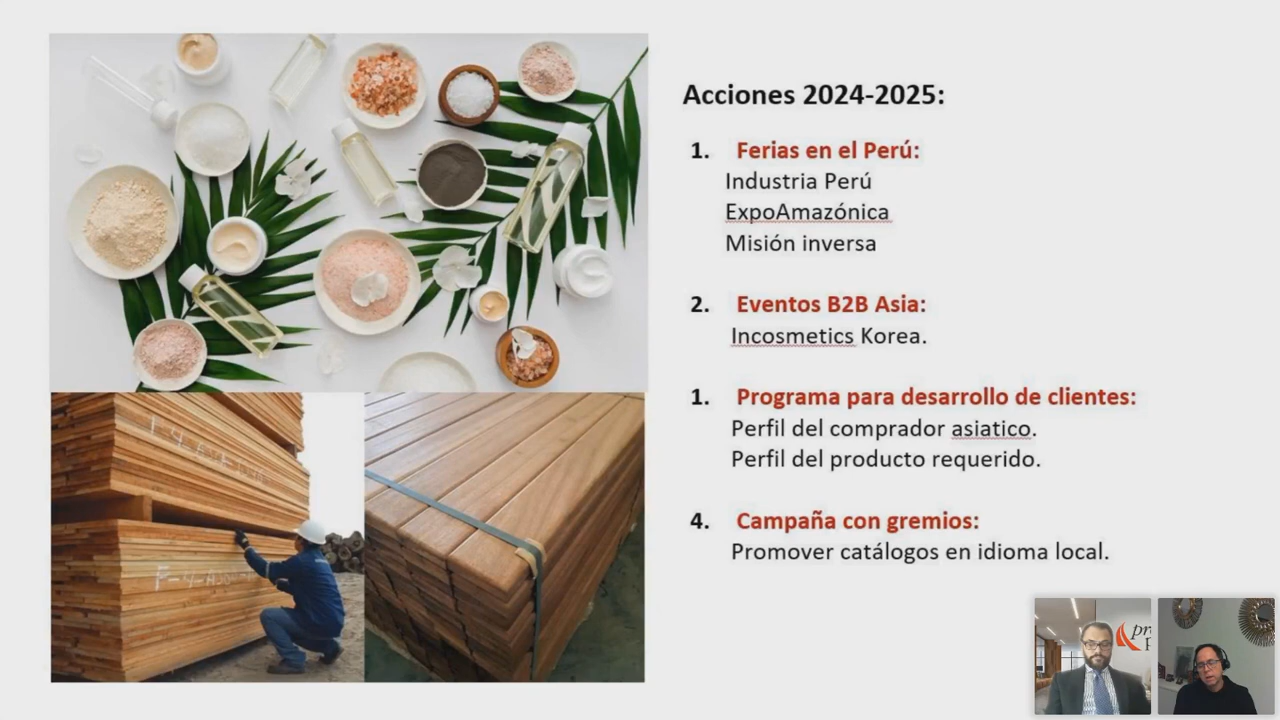 Acciones 2024-2025:
1. Ferias en el Perú:
Industria Perú
ExpoAmazónica
Misión inversa
2. Eventos B2B Asia:
Incosmetics Korea.
1. Programa para desarrollo de clientes:
Perfil del comprador asiatico.
Perfil del producto requerido.
4. Campaña con gremios:
Promover catálogos en idioma local.